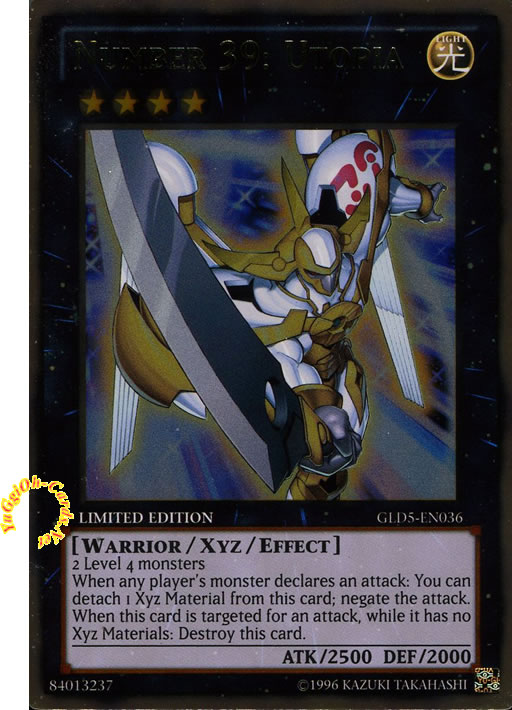 NUMBER 39: UTOPIA
LIGHT
光
LIMITED EDITION
GLD5-EN036
[WARRIOR / XYZ / EFFECT]
2 Level 4 monsters
When any player's monster declares an attack: You can
detach 1 Xyz Material from this card; negate the attack.
When this card is targeted for an attack, while it has no
Xyz Materials: Destroy this card.
ATK/2500 DEF/2000
84013237
©1996 KAZUKI TAKAHASHI
YuGgiOh-Cards.Net